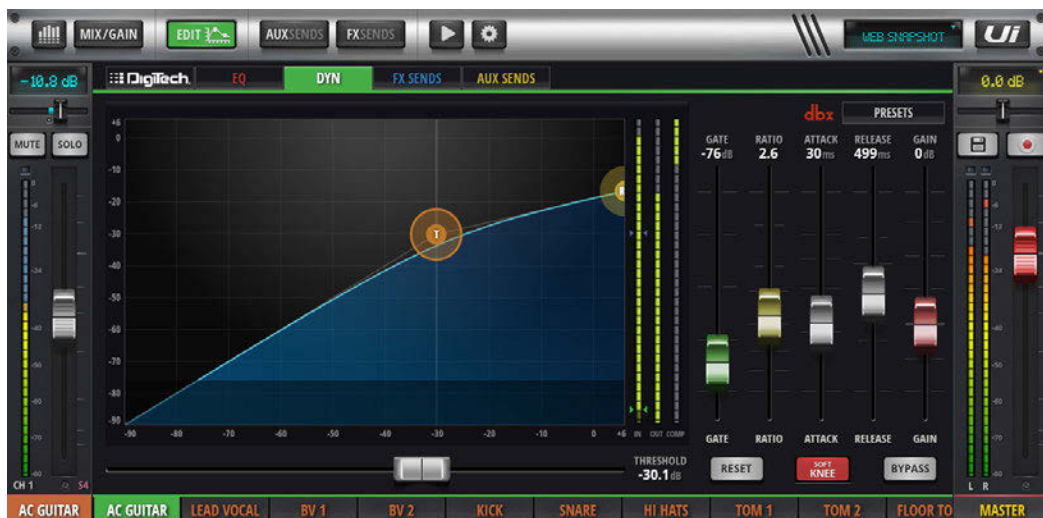 MIX/GAIN EDIT AUXSENDS FXSENDS WEB SNAPSHOT Ui
-10.8 dB DigiTech EQ DYN FX SENDS AUX SENDS 0.0 dB
dbx PRESETS
MUTE SOLO
GATE RATIO ATTACK RELEASE GAIN
-76dB 2.6 30ms 499ms 0dB
+6
0
-10
-20
-30
-40
-50
-60
-70
-80
-90
T
R
-90 -80 -70 -60 -50 -40 -30 -20 -10 0 +6 IN OUT COMP
GATE RATIO ATTACK RELEASE GAIN
THRESHOLD
-30.1dB
RESET SOFT KNEE BYPASS
CH 1 S4 L R
AC GUITAR AC GUITAR LEAD VOCAL BV 1 BV 2 KICK SNARE HI HATS TOM 1 TOM 2 FLOOR TO MASTER